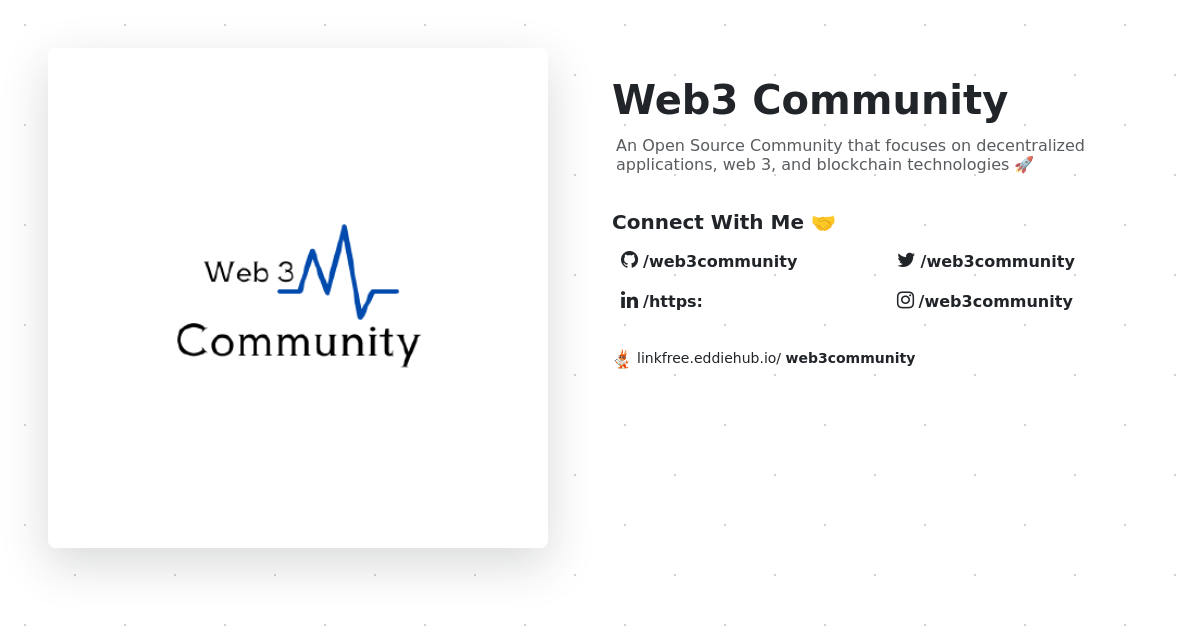 Web 3
Community
Web3 Community
An Open Source Community that focuses on decentralized
applications, web 3, and blockchain technologies 🚀
Connect With Me 🤝
/web3community
/web3community
/https:
/web3community
linkfree.eddiehub.io/ web3community